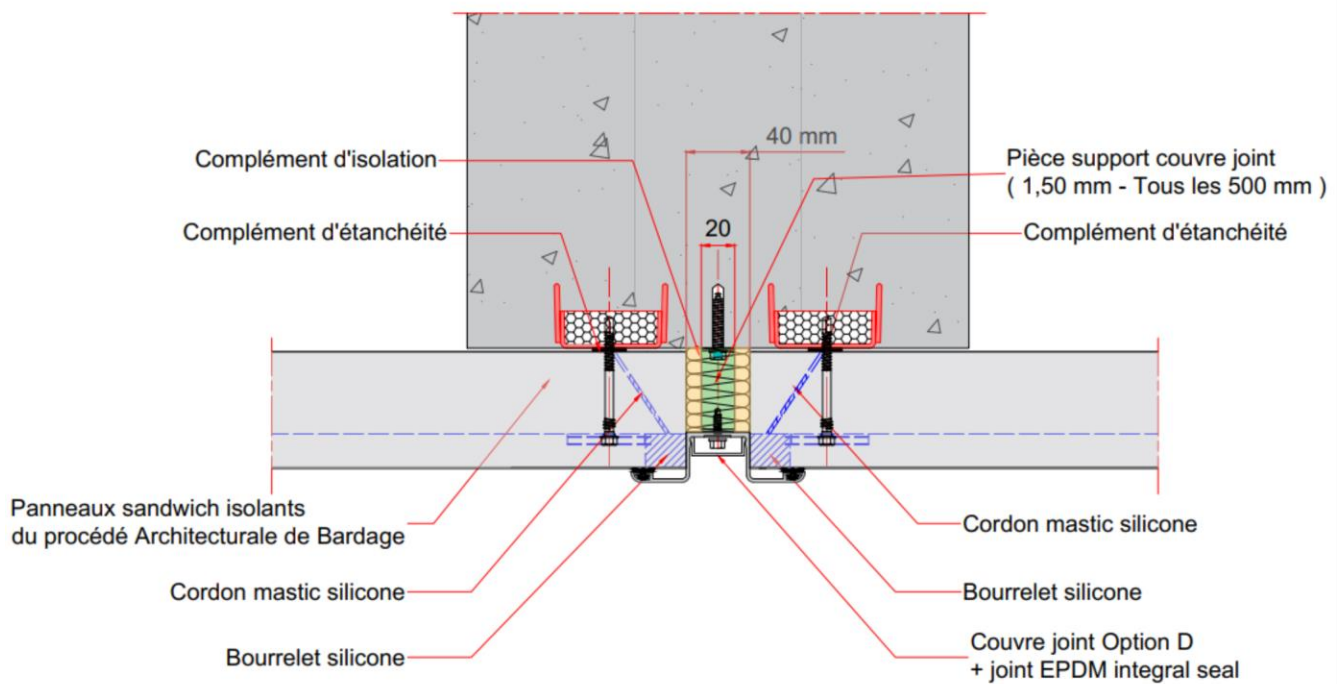 40 mm
Complément d'isolation
Pièce support couvre joint
( 1,50 mm - Tous les 500 mm )
20
Complément d'étanchéité
Complément d'étanchéité
Panneaux sandwich isolants
du procédé Architecturale de Bardage
Cordon mastic silicone
Cordon mastic silicone
Bourrelet silicone
Bourrelet silicone
Couvre joint Option D
+ joint EPDM integral seal